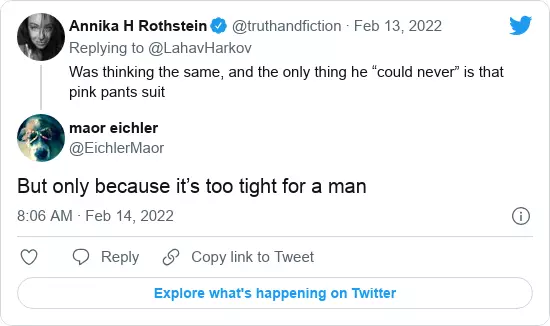 Annika H Rothstein @truthandfiction · Feb 13, 2022
Replying to @LahavHarkov
Was thinking the same, and the only thing he “could never” is that
pink pants suit
maor eichler
@EichlerMaor
But only because it’s too tight for a man
8:06 AM · Feb 14, 2022
Reply
Copy link to Tweet
Explore what's happening on Twitter